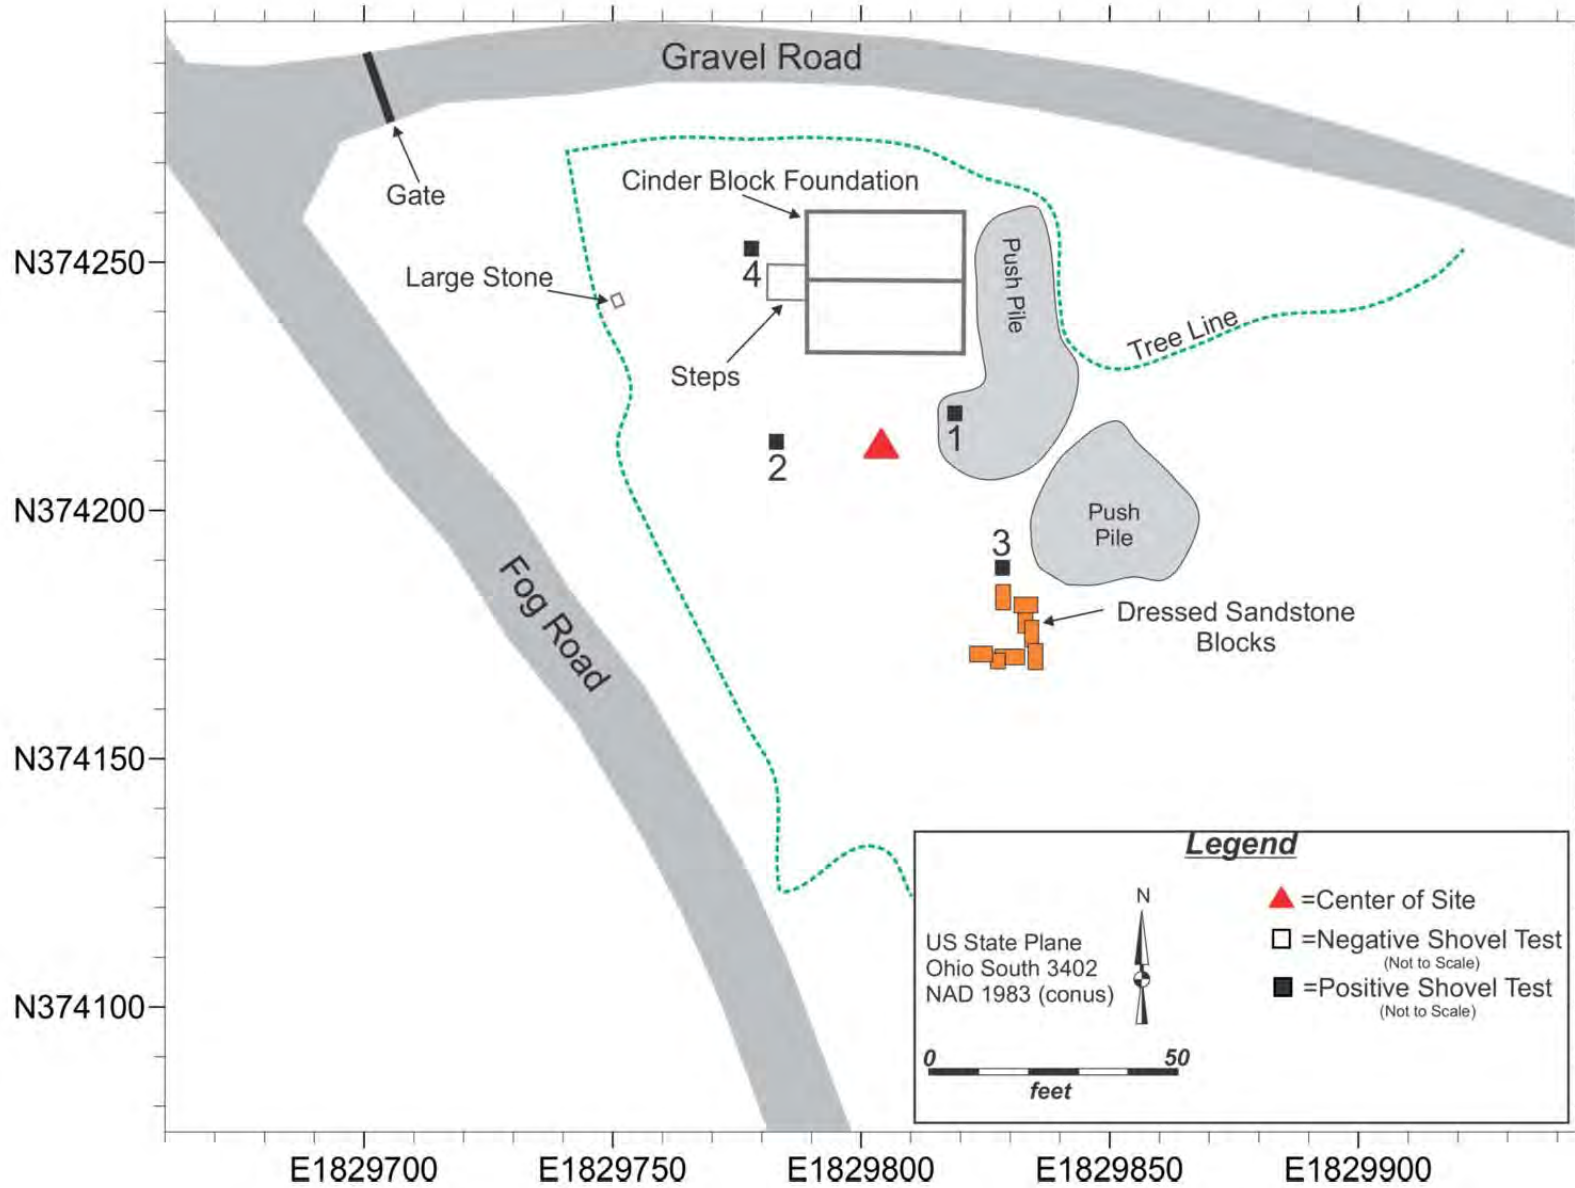 Gravel Road
Cinder Block Foundation
Gate
Push Pile
N374250
4
Large Stone
Tree Line
Steps
1
2
N374200
Push
Pile
3
Fog Road
Dressed Sandstone
Blocks
N374150
Legend
N
=Center of Site
US State Plane
Ohio South 3402
NAD 1983 (conus)
=Negative Shovel Test
(Not to Scale)
=Positive Shovel Test
(Not to Scale)
N374100
0 50
feet
E1829700 E1829750 E1829800 E1829850 E1829900